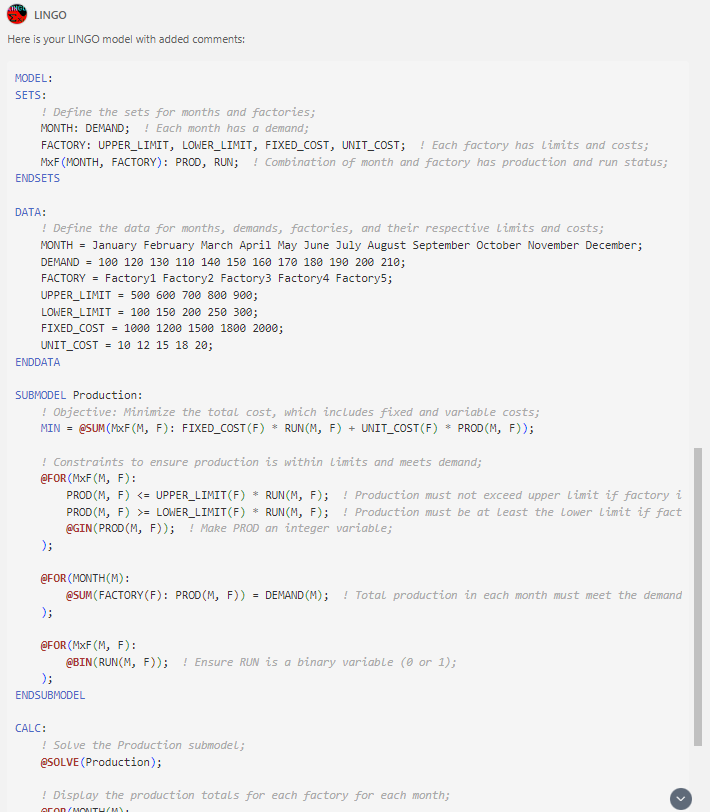 LINGO
Here is your LINGO model with added comments:
MODEL:
SETS:
! Define the sets for months and factories;
MONTH: DEMAND;  ! Each month has a demand;
FACTORY: UPPER_LIMIT, LOWER_LIMIT, FIXED_COST, UNIT_COST;  ! Each factory has limits and costs;
MxF(MONTH, FACTORY): PROD, RUN;  ! Combination of month and factory has production and run status;
ENDSETS
DATA:
! Define the data for months, demands, factories, and their respective limits and costs;
MONTH = January February March April May June July August September October November December;
DEMAND = 100 120 130 110 140 150 160 170 180 190 200 210;
FACTORY = Factory1 Factory2 Factory3 Factory4 Factory5;
UPPER_LIMIT = 500 600 700 800 900;
LOWER_LIMIT = 100 150 200 250 300;
FIXED_COST = 1000 1200 1500 1800 2000;
UNIT_COST = 10 12 15 18 20;
ENDDATA
SUBMODEL Production:
! Objective: Minimize the total cost, which includes fixed and variable costs;
MIN = @SUM(MxF(M, F): FIXED_COST(F) * RUN(M, F) + UNIT_COST(F) * PROD(M, F));
! Constraints to ensure production is within limits and meets demand;
@FOR(MxF(M, F):
PROD(M, F) <= UPPER_LIMIT(F) * RUN(M, F);  ! Production must not exceed upper limit if factory i
PROD(M, F) >= LOWER_LIMIT(F) * RUN(M, F);  ! Production must be at least the lower limit if fact
@GIN(PROD(M, F));  ! Make PROD an integer variable;
);
@FOR(MONTH(M):
@SUM(FACTORY(F): PROD(M, F)) = DEMAND(M);  ! Total production in each month must meet the demand
);
@FOR(MxF(M, F):
@BIN(RUN(M, F));  ! Ensure RUN is a binary variable (0 or 1);
);
ENDSUBMODEL
CALC:
! Solve the Production submodel;
@SOLVE(Production);
! Display the production totals for each factory for each month;
@FOR(MONTH(M):